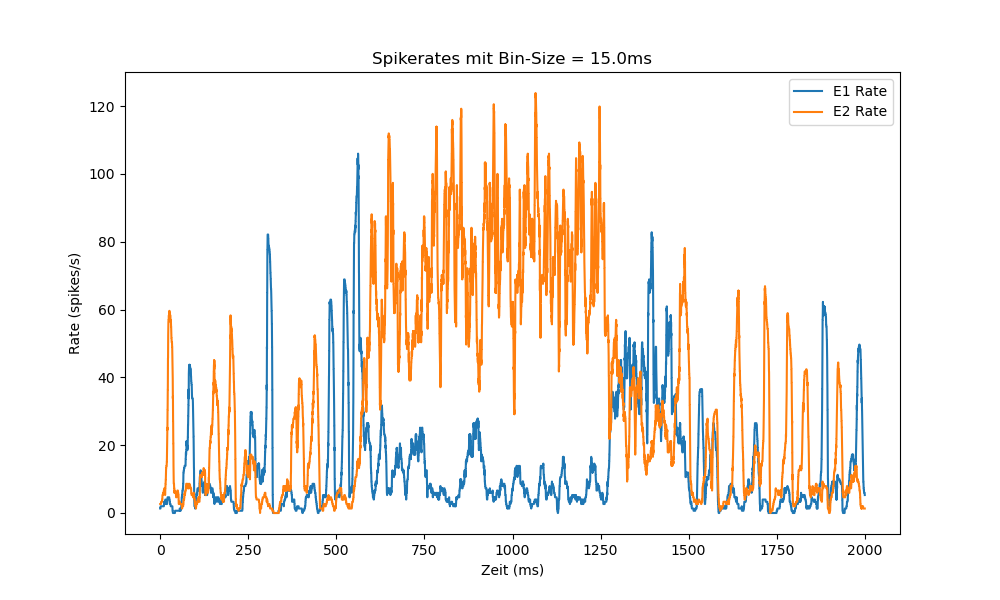 Spikerates mit Bin-Size = 15.0ms
E1 Rate
E2 Rate
120
100
80
60
40
20
0
Rate (spikes/s)
0 250 500 750 1000 1250 1500 1750 2000
Zeit (ms)